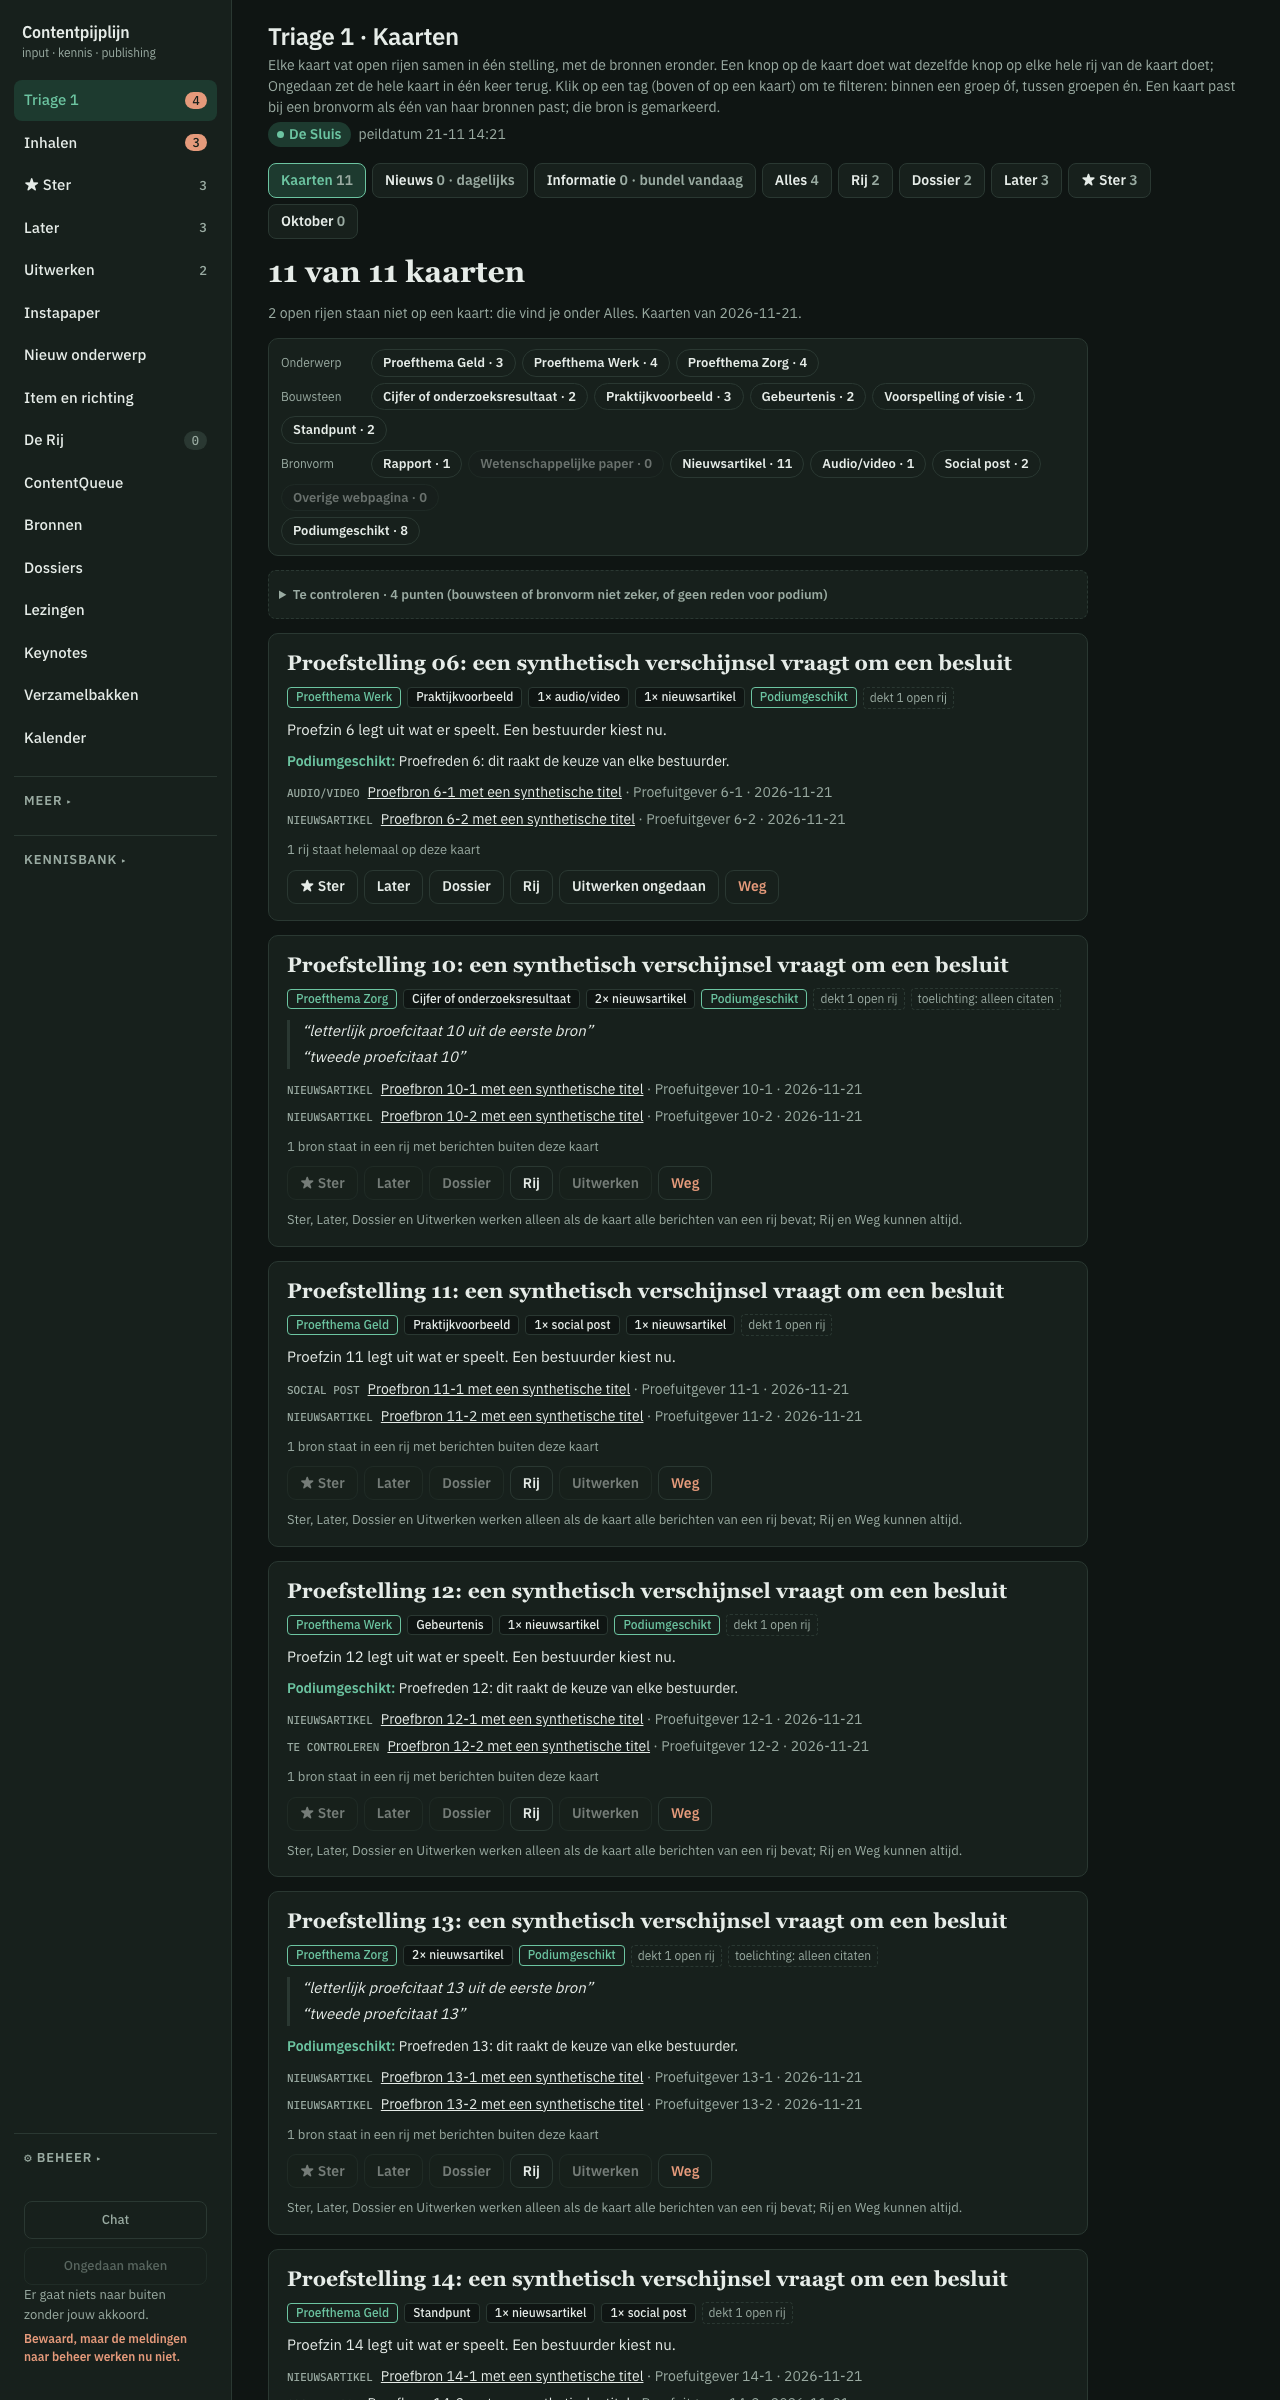 Contentpijplijn
input · kennis · publishing
Triage 1 4
Inhalen 3
★ Ster 3
Later 3
Uitwerken 2
Instapaper
Nieuw onderwerp
Item en richting
De Rij 0
ContentQueue
Bronnen
Dossiers
Lezingen
Keynotes
Verzamelbakken
Kalender
MEER ▸
KENNISBANK ▸
⚙ BEHEER ▸
Chat
Ongedaan maken
Er gaat niets naar buiten
zonder jouw akkoord.
Bewaard, maar de meldingen
naar beheer werken nu niet.
Triage 1 · Kaarten
Elke kaart vat open rijen samen in één stelling, met de bronnen eronder. Een knop op de kaart doet wat dezelfde knop op elke hele rij van de kaart doet;
Ongedaan zet de hele kaart in één keer terug. Klik op een tag (boven of op een kaart) om te filteren: binnen een groep óf, tussen groepen én. Een kaart past
bij een bronvorm als één van haar bronnen past; die bron is gemarkeerd.
De Sluis peildatum 21-11 14:21
Kaarten 11 Nieuws 0 · dagelijks Informatie 0 · bundel vandaag Alles 4 Rij 2 Dossier 2 Later 3 ★ Ster 3
Oktober 0
11 van 11 kaarten
2 open rijen staan niet op een kaart: die vind je onder Alles. Kaarten van 2026-11-21.
Onderwerp Proefthema Geld · 3 Proefthema Werk · 4 Proefthema Zorg · 4
Bouwsteen Cijfer of onderzoeksresultaat · 2 Praktijkvoorbeeld · 3 Gebeurtenis · 2 Voorspelling of visie · 1
Standpunt · 2
Bronvorm Rapport · 1 Wetenschappelijke paper · 0 Nieuwsartikel · 11 Audio/video · 1 Social post · 2
Overige webpagina · 0
Podiumgeschikt · 8
▶ Te controleren · 4 punten (bouwsteen of bronvorm niet zeker, of geen reden voor podium)
Proefstelling 06: een synthetisch verschijnsel vraagt om een besluit
Proefthema Werk Praktijkvoorbeeld 1× audio/video 1× nieuwsartikel Podiumgeschikt dekt 1 open rij
Proefzin 6 legt uit wat er speelt. Een bestuurder kiest nu.
Podiumgeschikt: Proefreden 6: dit raakt de keuze van elke bestuurder.
AUDIO/VIDEO Proefbron 6-1 met een synthetische titel · Proefuitgever 6-1 · 2026-11-21
NIEUWSARTIKEL Proefbron 6-2 met een synthetische titel · Proefuitgever 6-2 · 2026-11-21
1 rij staat helemaal op deze kaart
★ Ster Later Dossier Rij Uitwerken ongedaan Weg
Proefstelling 10: een synthetisch verschijnsel vraagt om een besluit
Proefthema Zorg Cijfer of onderzoeksresultaat 2× nieuwsartikel Podiumgeschikt dekt 1 open rij toelichting: alleen citaten
“letterlijk proefcitaat 10 uit de eerste bron”
“tweede proefcitaat 10”
NIEUWSARTIKEL Proefbron 10-1 met een synthetische titel · Proefuitgever 10-1 · 2026-11-21
NIEUWSARTIKEL Proefbron 10-2 met een synthetische titel · Proefuitgever 10-2 · 2026-11-21
1 bron staat in een rij met berichten buiten deze kaart
★ Ster Later Dossier Rij Uitwerken Weg
Ster, Later, Dossier en Uitwerken werken alleen als de kaart alle berichten van een rij bevat; Rij en Weg kunnen altijd.
Proefstelling 11: een synthetisch verschijnsel vraagt om een besluit
Proefthema Geld Praktijkvoorbeeld 1× social post 1× nieuwsartikel dekt 1 open rij
Proefzin 11 legt uit wat er speelt. Een bestuurder kiest nu.
SOCIAL POST Proefbron 11-1 met een synthetische titel · Proefuitgever 11-1 · 2026-11-21
NIEUWSARTIKEL Proefbron 11-2 met een synthetische titel · Proefuitgever 11-2 · 2026-11-21
1 bron staat in een rij met berichten buiten deze kaart
★ Ster Later Dossier Rij Uitwerken Weg
Ster, Later, Dossier en Uitwerken werken alleen als de kaart alle berichten van een rij bevat; Rij en Weg kunnen altijd.
Proefstelling 12: een synthetisch verschijnsel vraagt om een besluit
Proefthema Werk Gebeurtenis 1× nieuwsartikel Podiumgeschikt dekt 1 open rij
Proefzin 12 legt uit wat er speelt. Een bestuurder kiest nu.
Podiumgeschikt: Proefreden 12: dit raakt de keuze van elke bestuurder.
NIEUWSARTIKEL Proefbron 12-1 met een synthetische titel · Proefuitgever 12-1 · 2026-11-21
TE CONTROLEREN Proefbron 12-2 met een synthetische titel · Proefuitgever 12-2 · 2026-11-21
1 bron staat in een rij met berichten buiten deze kaart
★ Ster Later Dossier Rij Uitwerken Weg
Ster, Later, Dossier en Uitwerken werken alleen als de kaart alle berichten van een rij bevat; Rij en Weg kunnen altijd.
Proefstelling 13: een synthetisch verschijnsel vraagt om een besluit
Proefthema Zorg 2× nieuwsartikel Podiumgeschikt dekt 1 open rij toelichting: alleen citaten
“letterlijk proefcitaat 13 uit de eerste bron”
“tweede proefcitaat 13”
Podiumgeschikt: Proefreden 13: dit raakt de keuze van elke bestuurder.
NIEUWSARTIKEL Proefbron 13-1 met een synthetische titel · Proefuitgever 13-1 · 2026-11-21
NIEUWSARTIKEL Proefbron 13-2 met een synthetische titel · Proefuitgever 13-2 · 2026-11-21
1 bron staat in een rij met berichten buiten deze kaart
★ Ster Later Dossier Rij Uitwerken Weg
Ster, Later, Dossier en Uitwerken werken alleen als de kaart alle berichten van een rij bevat; Rij en Weg kunnen altijd.
Proefstelling 14: een synthetisch verschijnsel vraagt om een besluit
Proefthema Geld Standpunt 1× nieuwsartikel 1× social post dekt 1 open rij
Proefzin 14 legt uit wat er speelt. Een bestuurder kiest nu.
NIEUWSARTIKEL Proefbron 14-1 met een synthetische titel · Proefuitgever 14-1 · 2026-11-21